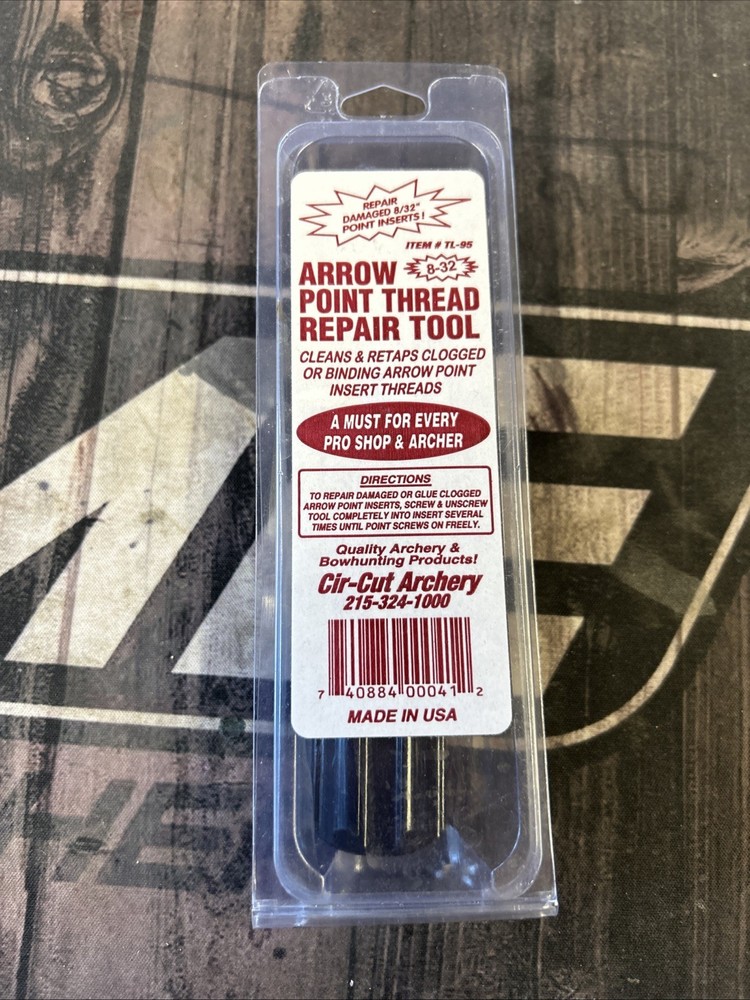 REPAIR
DAMAGED 8/32"
POINT INSERTS!
ITEM # TL-95
ARROW 8-32
POINT THREAD
REPAIR TOOL
CLEANS & RETAPS CLOGGED
OR BINDING ARROW POINT
INSERT THREADS
A MUST FOR EVERY
PRO SHOP & ARCHER
DIRECTIONS
TO REPAIR DAMAGED OR GLUE CLOGGED
ARROW POINT INSERTS, SCREW & UNSCREW
TOOL COMPLETELY INTO INSERT SEVERAL
TIMES UNTIL POINT SCREWS ON FREELY.
Quality Archery &
Bowhunting Products!
Cir-Cut Archery
215-324-1000
7 40884 00041 2
MADE IN USA